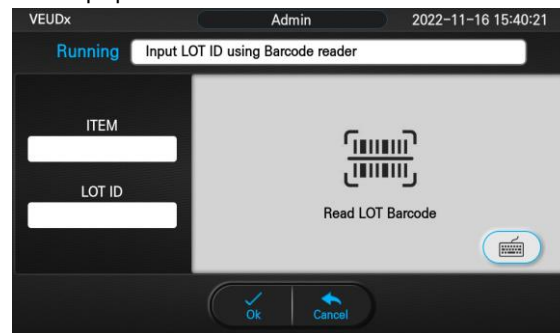 VEUDx Admin 2022-11-16 15:40:21
Running Input LOT ID using Barcode reader
ITEM
LOT ID
Read LOT Barcode
Ok Cancel